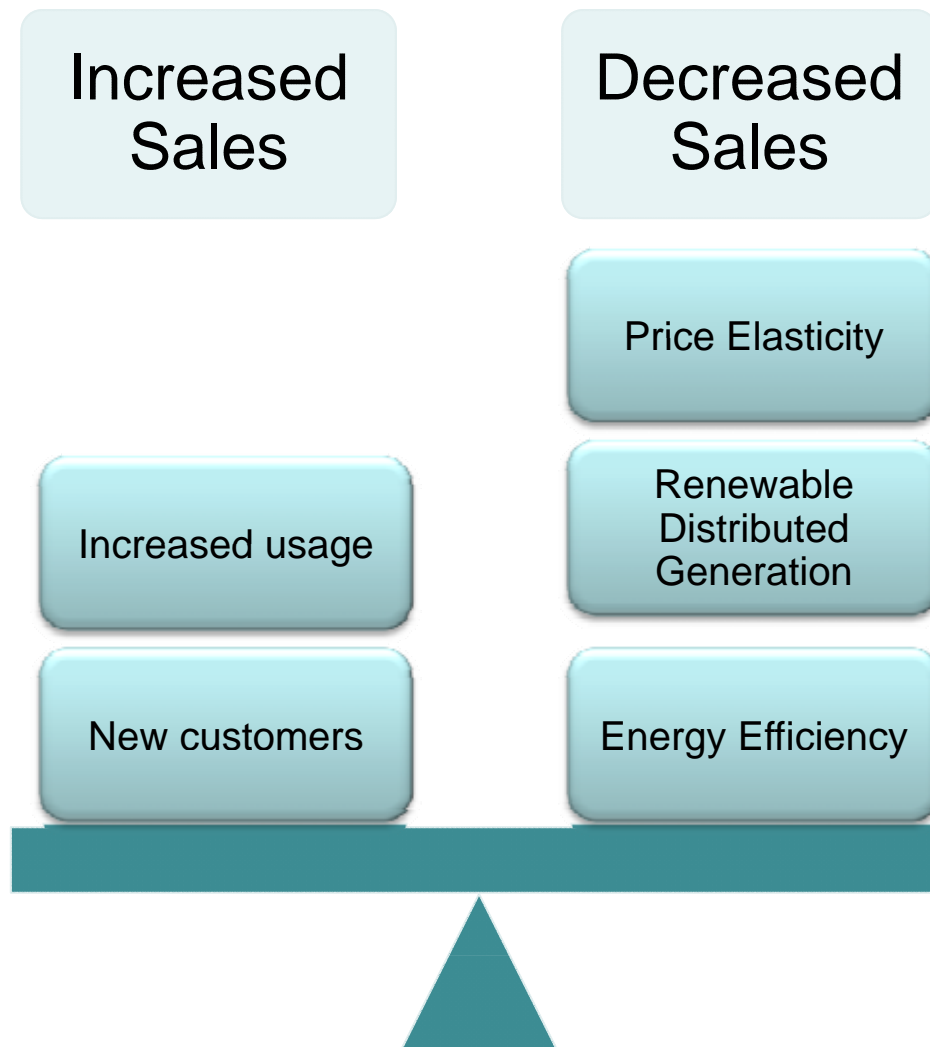 Increased
Sales
Decreased
Sales
Price Elasticity
Renewable
Distributed
Generation
Increased usage
New customers
Energy Efficiency